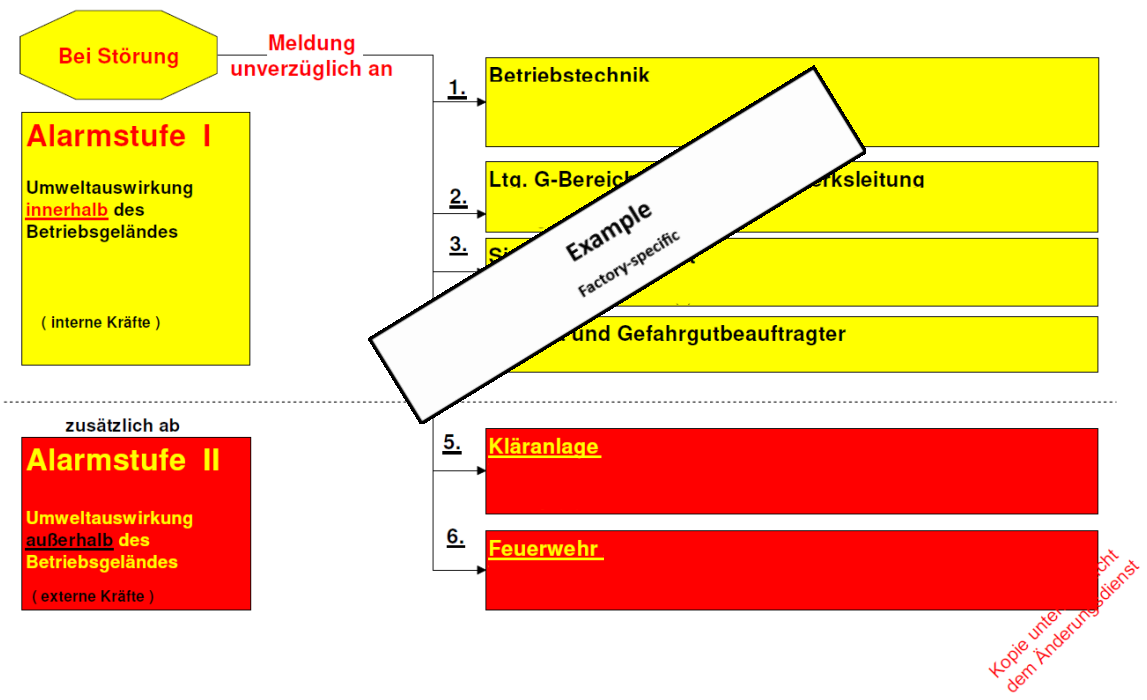 Bei Störung
Meldung
unverzüglich an
Alarmstufe I
Umweltauswirkung
innerhalb des
Betriebsgeländes
( interne Kräfte )
1.
Betriebstechnik
2.
Ltg. G-Bereich
rksleitung
3.
Example
Factory-specific
und Gefahrgutbeauftragter
zusätzlich ab
Alarmstufe II
Umweltauswirkung
außerhalb des
Betriebsgeländes
( externe Kräfte )
5.
Kläranlage
6.
Feuerwehr
Kopie unter
cht
dem Änderungsdienst